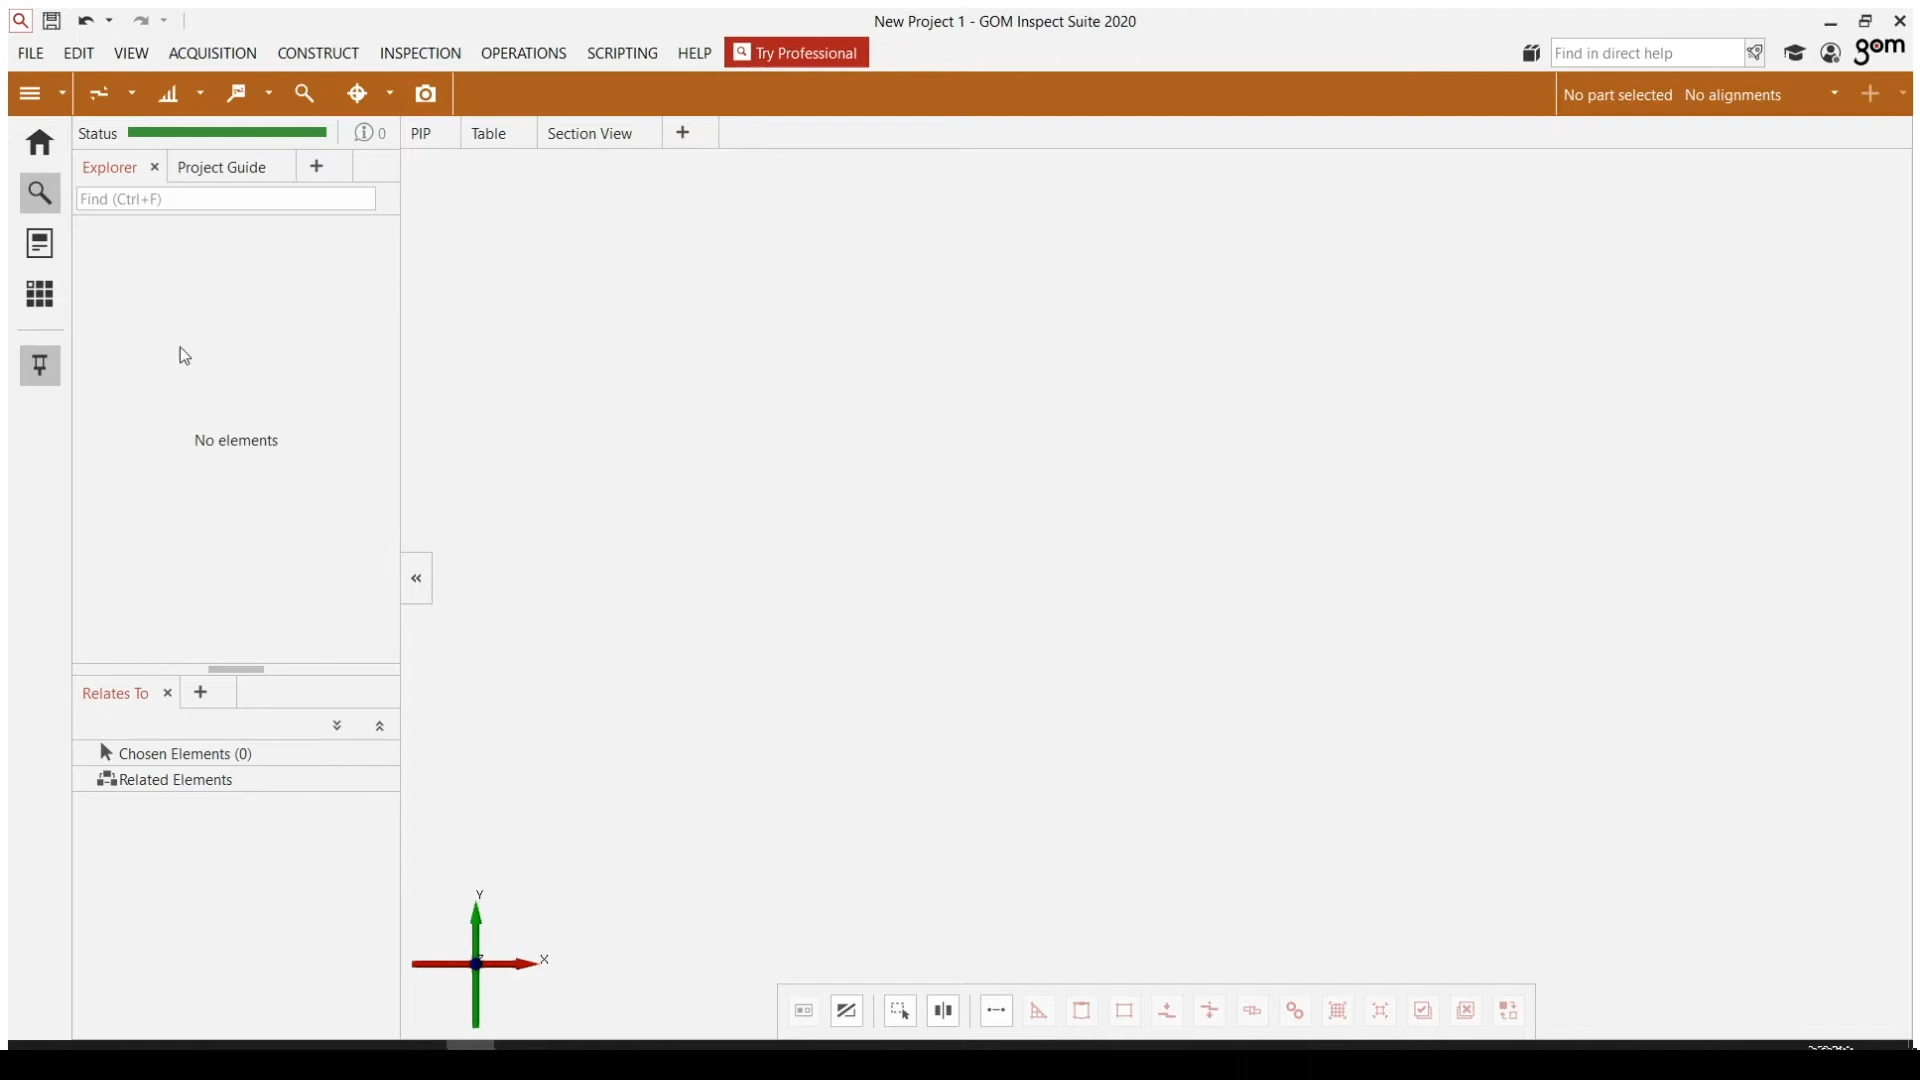 New Project 1 - GOM Inspect Suite 2020
FILE EDIT VIEW ACQUISITION CONSTRUCT INSPECTION OPERATIONS SCRIPTING HELP Try Professional Find in direct help gom
No part selected No alignments
Status 0 PIP Table Section View
Explorer Project Guide
Find (Ctrl+F)
No elements
Relates To
Chosen Elements (0)
Related Elements
Y
Z
X